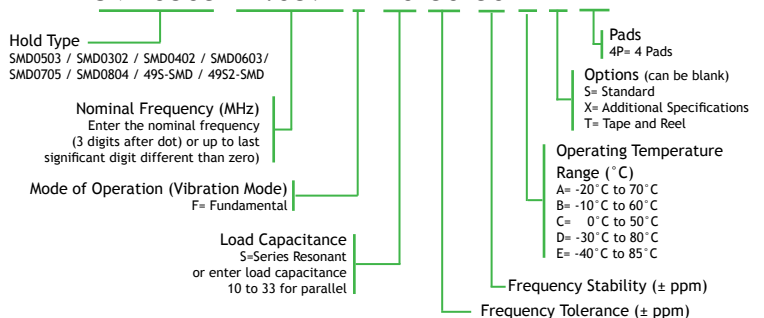 Hold Type
SMD0503 / SMD0302 / SMD0402 / SMD0603/
SMD0705 / SMD0804 / 49S-SMD / 49S2-SMD
Nominal Frequency (MHz)
Enter the nominal frequency
(3 digits after dot) or up to last
significant digit different than zero)
Mode of Operation (Vibration Mode)
F= Fundamental
Load Capacitance
S=Series Resonant
or enter load capacitance
10 to 33 for parallel
Pads
4P= 4 Pads
Options (can be blank)
S= Standard
X= Additional Specifications
T= Tape and Reel
Operating Temperature
Range (°C)
A= -20°C to 70°C
B= -10°C to 60°C
C= 0°C to 50°C
D= -30°C to 80°C
E= -40°C to 85°C
Frequency Stability (± ppm)
Frequency Tolerance (± ppm)